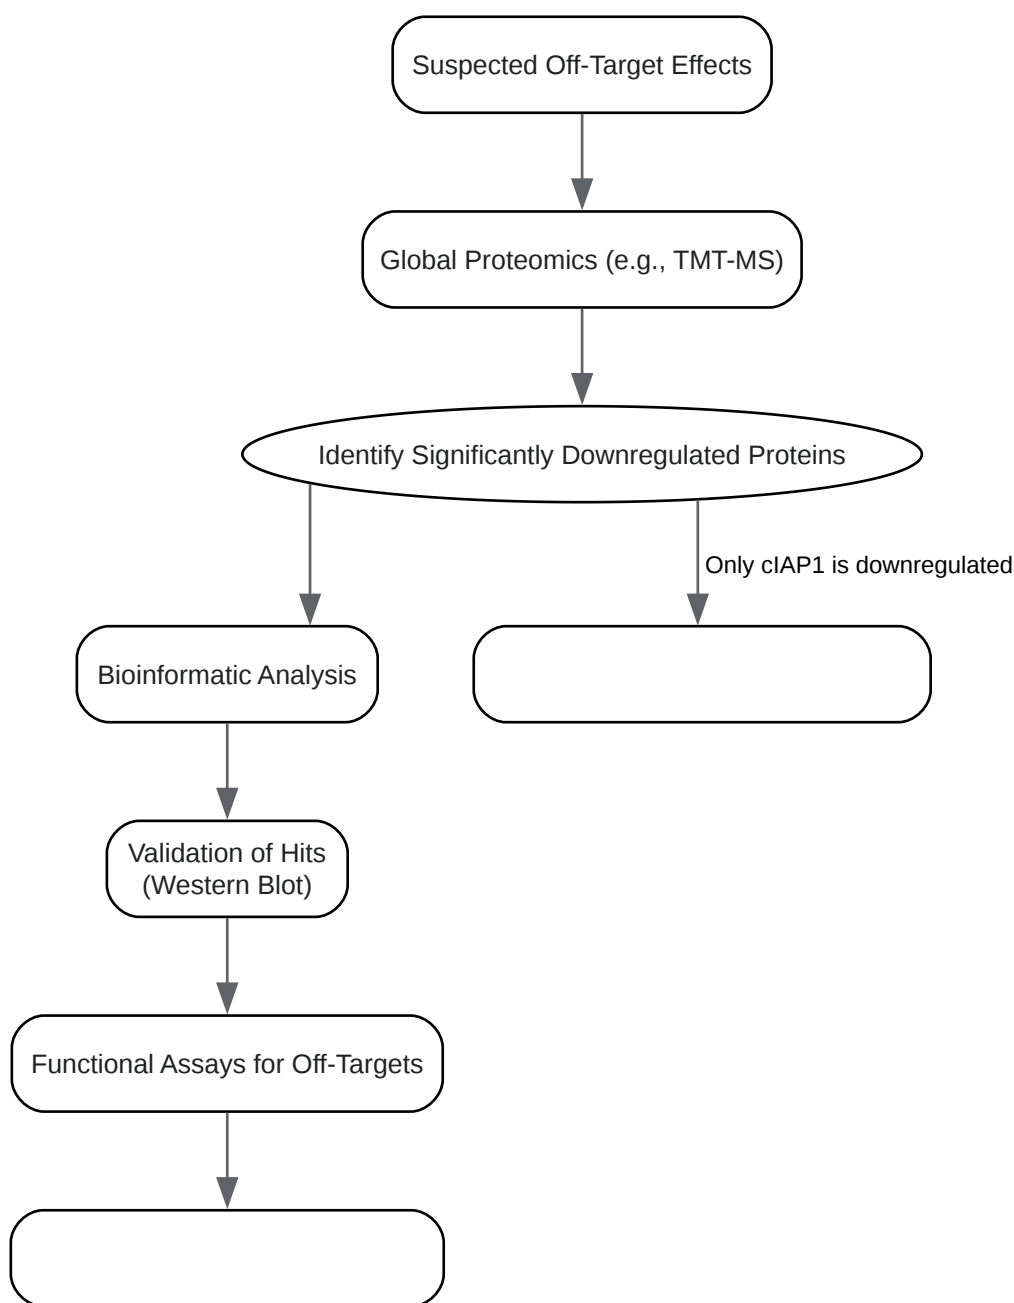 Suspected Off-Target Effects
Global Proteomics (e.g., TMT-MS)
Identify Significantly Downregulated Proteins
Only cIAP1 is downregulated
Bioinformatic Analysis
Validation of Hits
(Western Blot)
Functional Assays for Off-Targets